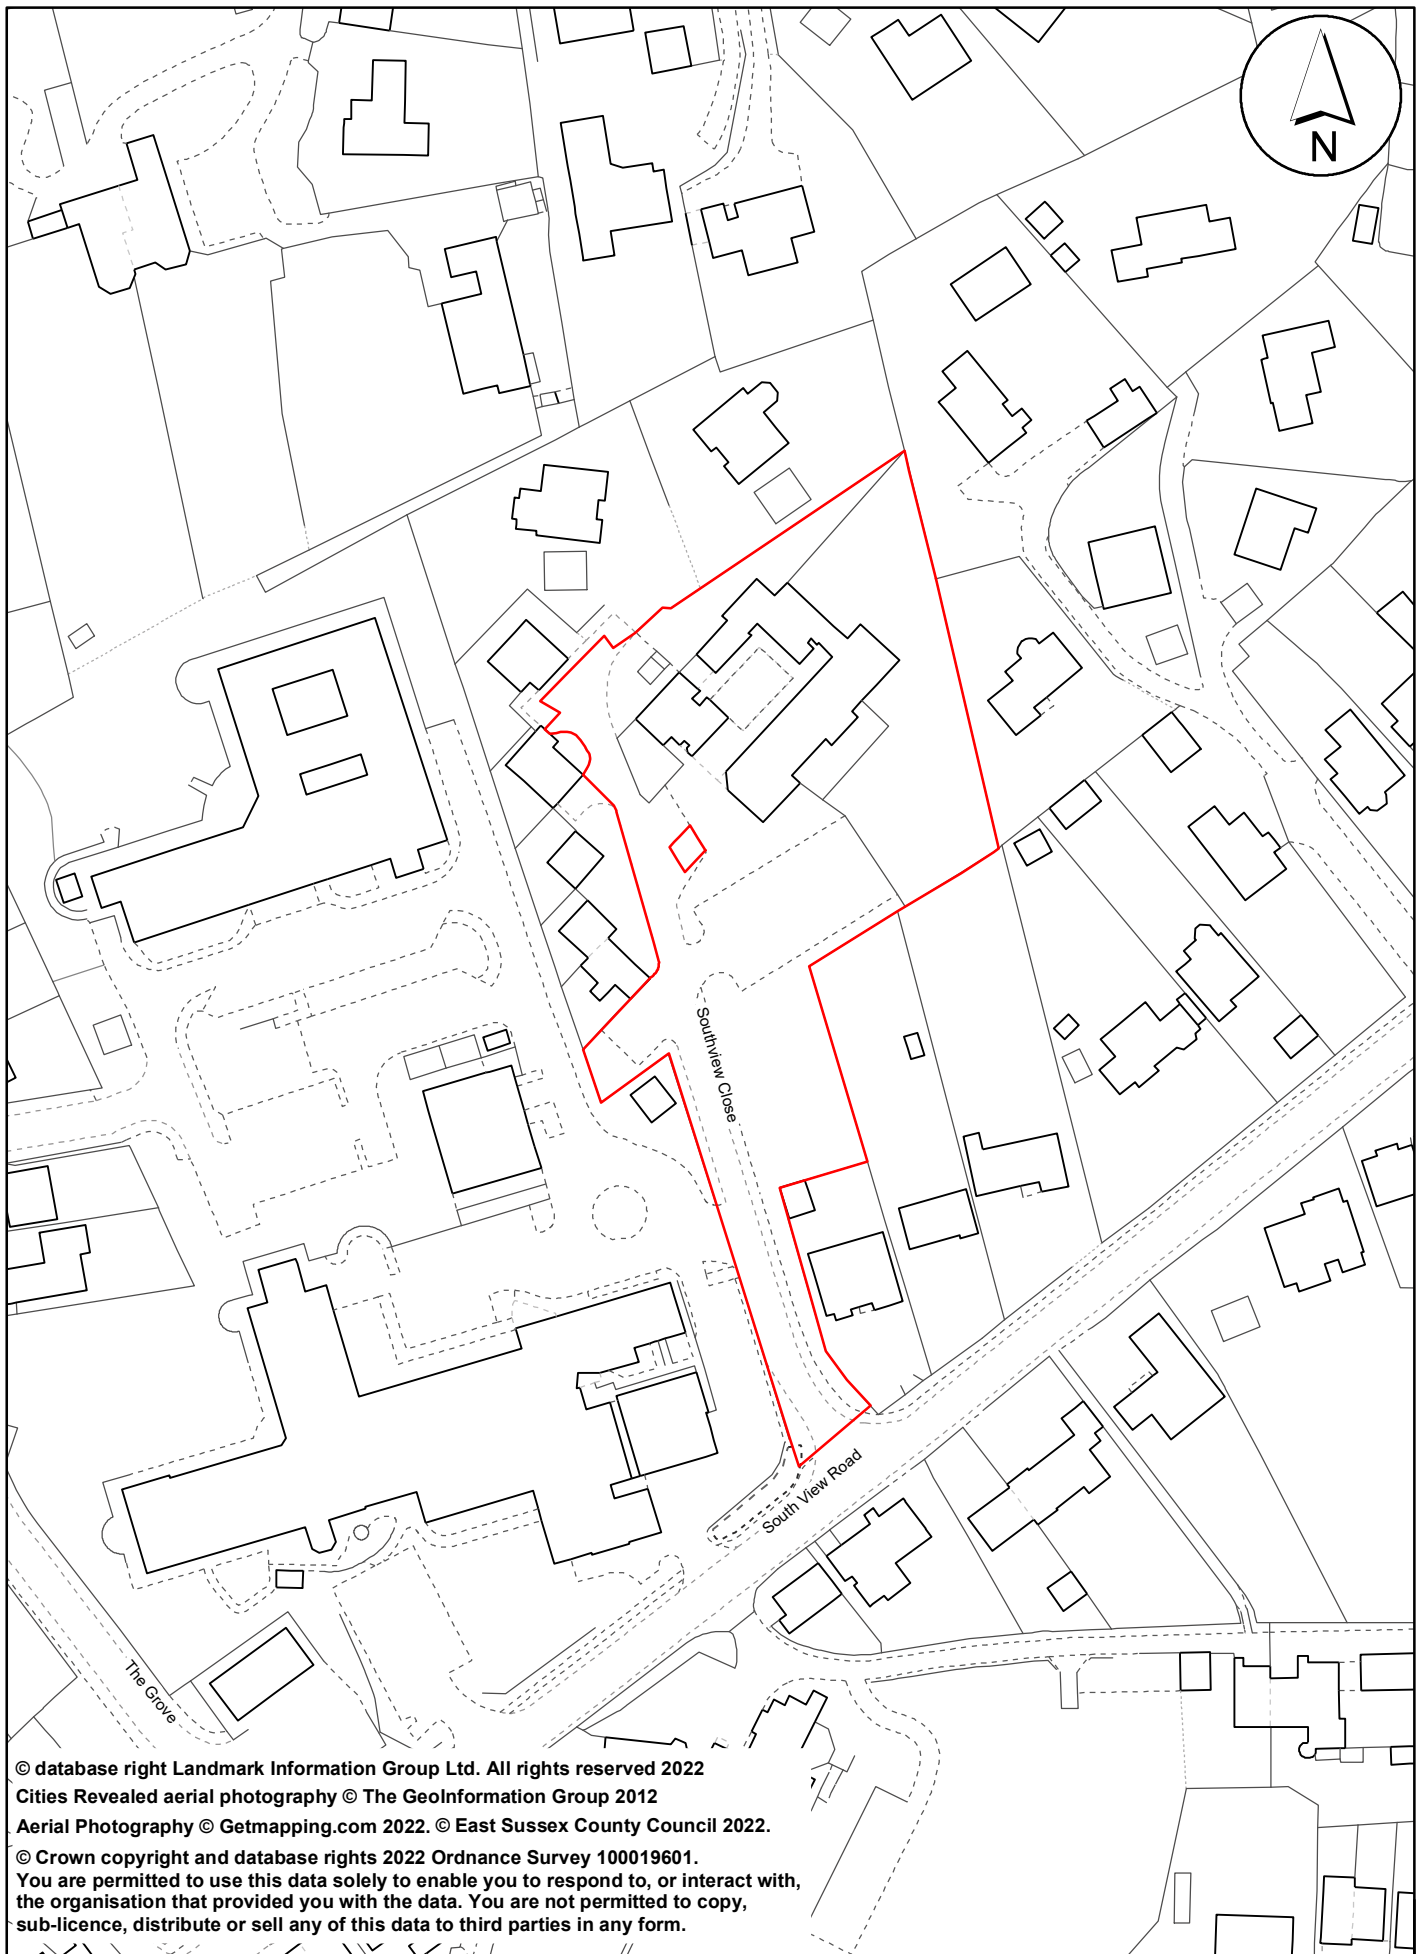 N
Southview Close
South View Road
The Grove
© database right Landmark Information Group Ltd. All rights reserved 2022
Cities Revealed aerial photography © The GeoInformation Group 2012
Aerial Photography © Getmapping.com 2022. © East Sussex County Council 2022.
© Crown copyright and database rights 2022 Ordnance Survey 100019601.
You are permitted to use this data solely to enable you to respond to, or interact with,
the organisation that provided you with the data. You are not permitted to copy,
sub-licence, distribute or sell any of this data to third parties in any form.